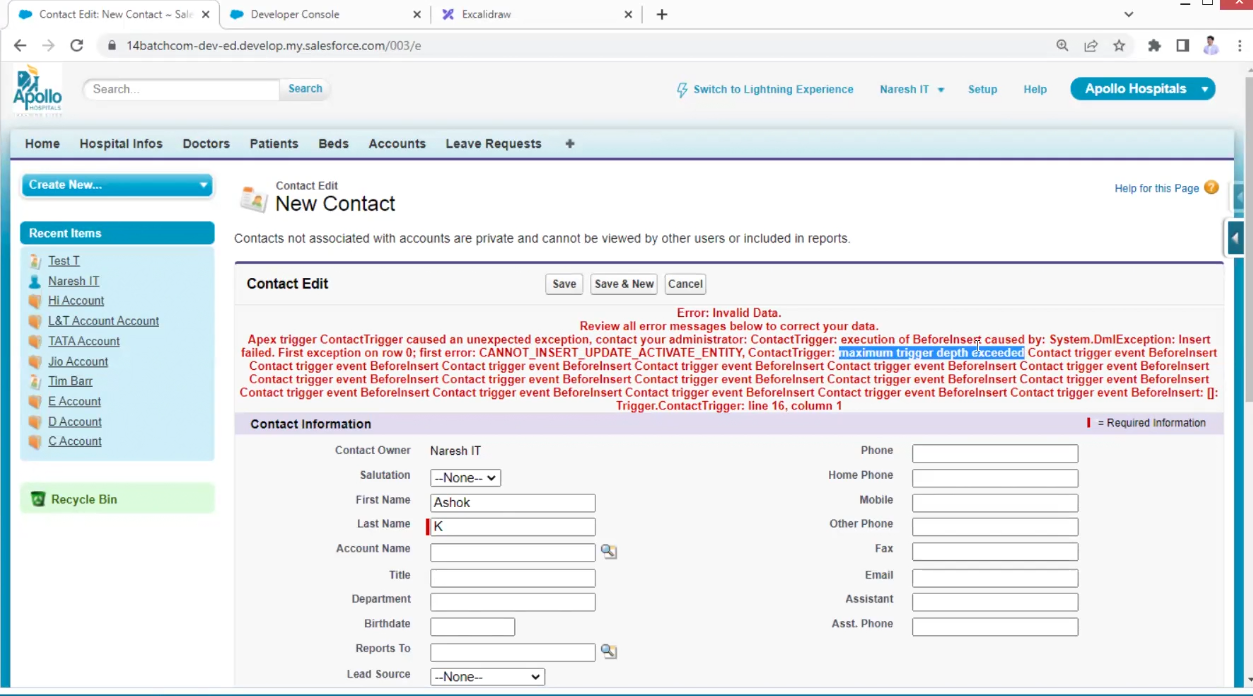 Contact Edit: New Contact ~ Sale
Developer Console
Excalidraw
14batchcom-dev-ed.develop.my.salesforce.com/003/e
Apollo
HOSPITALS
Search...
Search
Switch to Lightning Experience
Naresh IT
Setup
Help
Apollo Hospitals
Home
Hospital Infos
Doctors
Patients
Beds
Accounts
Leave Requests
Create New...
Recent Items
Test T
Naresh IT
Hi Account
L&T Account Account
TATA Account
Jio Account
Tim Barr
E Account
D Account
C Account
Recycle Bin
Contact Edit
New Contact
Help for this Page
Contacts not associated with accounts are private and cannot be viewed by other users or included in reports.
Contact Edit
Save
Save & New
Cancel
Error: Invalid Data.
Review all error messages below to correct your data.
Apex trigger ContactTrigger caused an unexpected exception, contact your administrator: ContactTrigger: execution of BeforeInsert caused by: System.DmlException: Insert
failed. First exception on row 0; first error: CANNOT_INSERT_UPDATE_ACTIVATE_ENTITY, ContactTrigger: maximum trigger depth exceeded Contact trigger event BeforeInsert
Contact trigger event BeforeInsert Contact trigger event BeforeInsert Contact trigger event BeforeInsert Contact trigger event BeforeInsert Contact trigger event BeforeInsert
Contact trigger event BeforeInsert Contact trigger event BeforeInsert Contact trigger event BeforeInsert Contact trigger event BeforeInsert Contact trigger event BeforeInsert
Contact trigger event BeforeInsert Contact trigger event BeforeInsert Contact trigger event BeforeInsert Contact trigger event BeforeInsert Contact trigger event BeforeInsert: []:
Trigger.ContactTrigger: line 16, column 1
Contact Information
= Required Information
Contact Owner
Naresh IT
Phone
Salutation
--None--
Home Phone
First Name
Ashok
Mobile
Last Name
K
Other Phone
Account Name
Fax
Title
Email
Department
Assistant
Birthdate
Asst. Phone
Reports To
Lead Source
--None--